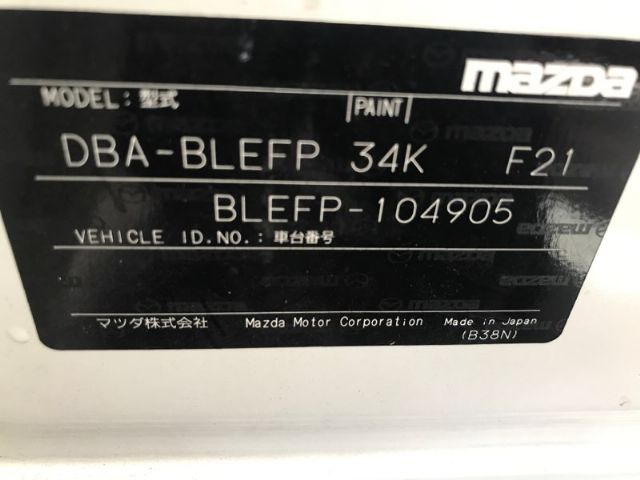 mazda
MODEL: 型式 PAINT
DBA-BLEFP 34K F21
BLEFP-104905
VEHICLE ID.NO.: 車台番号
マツダ株式会社 Mazda Motor Corporation Made in Japan
(B38N)